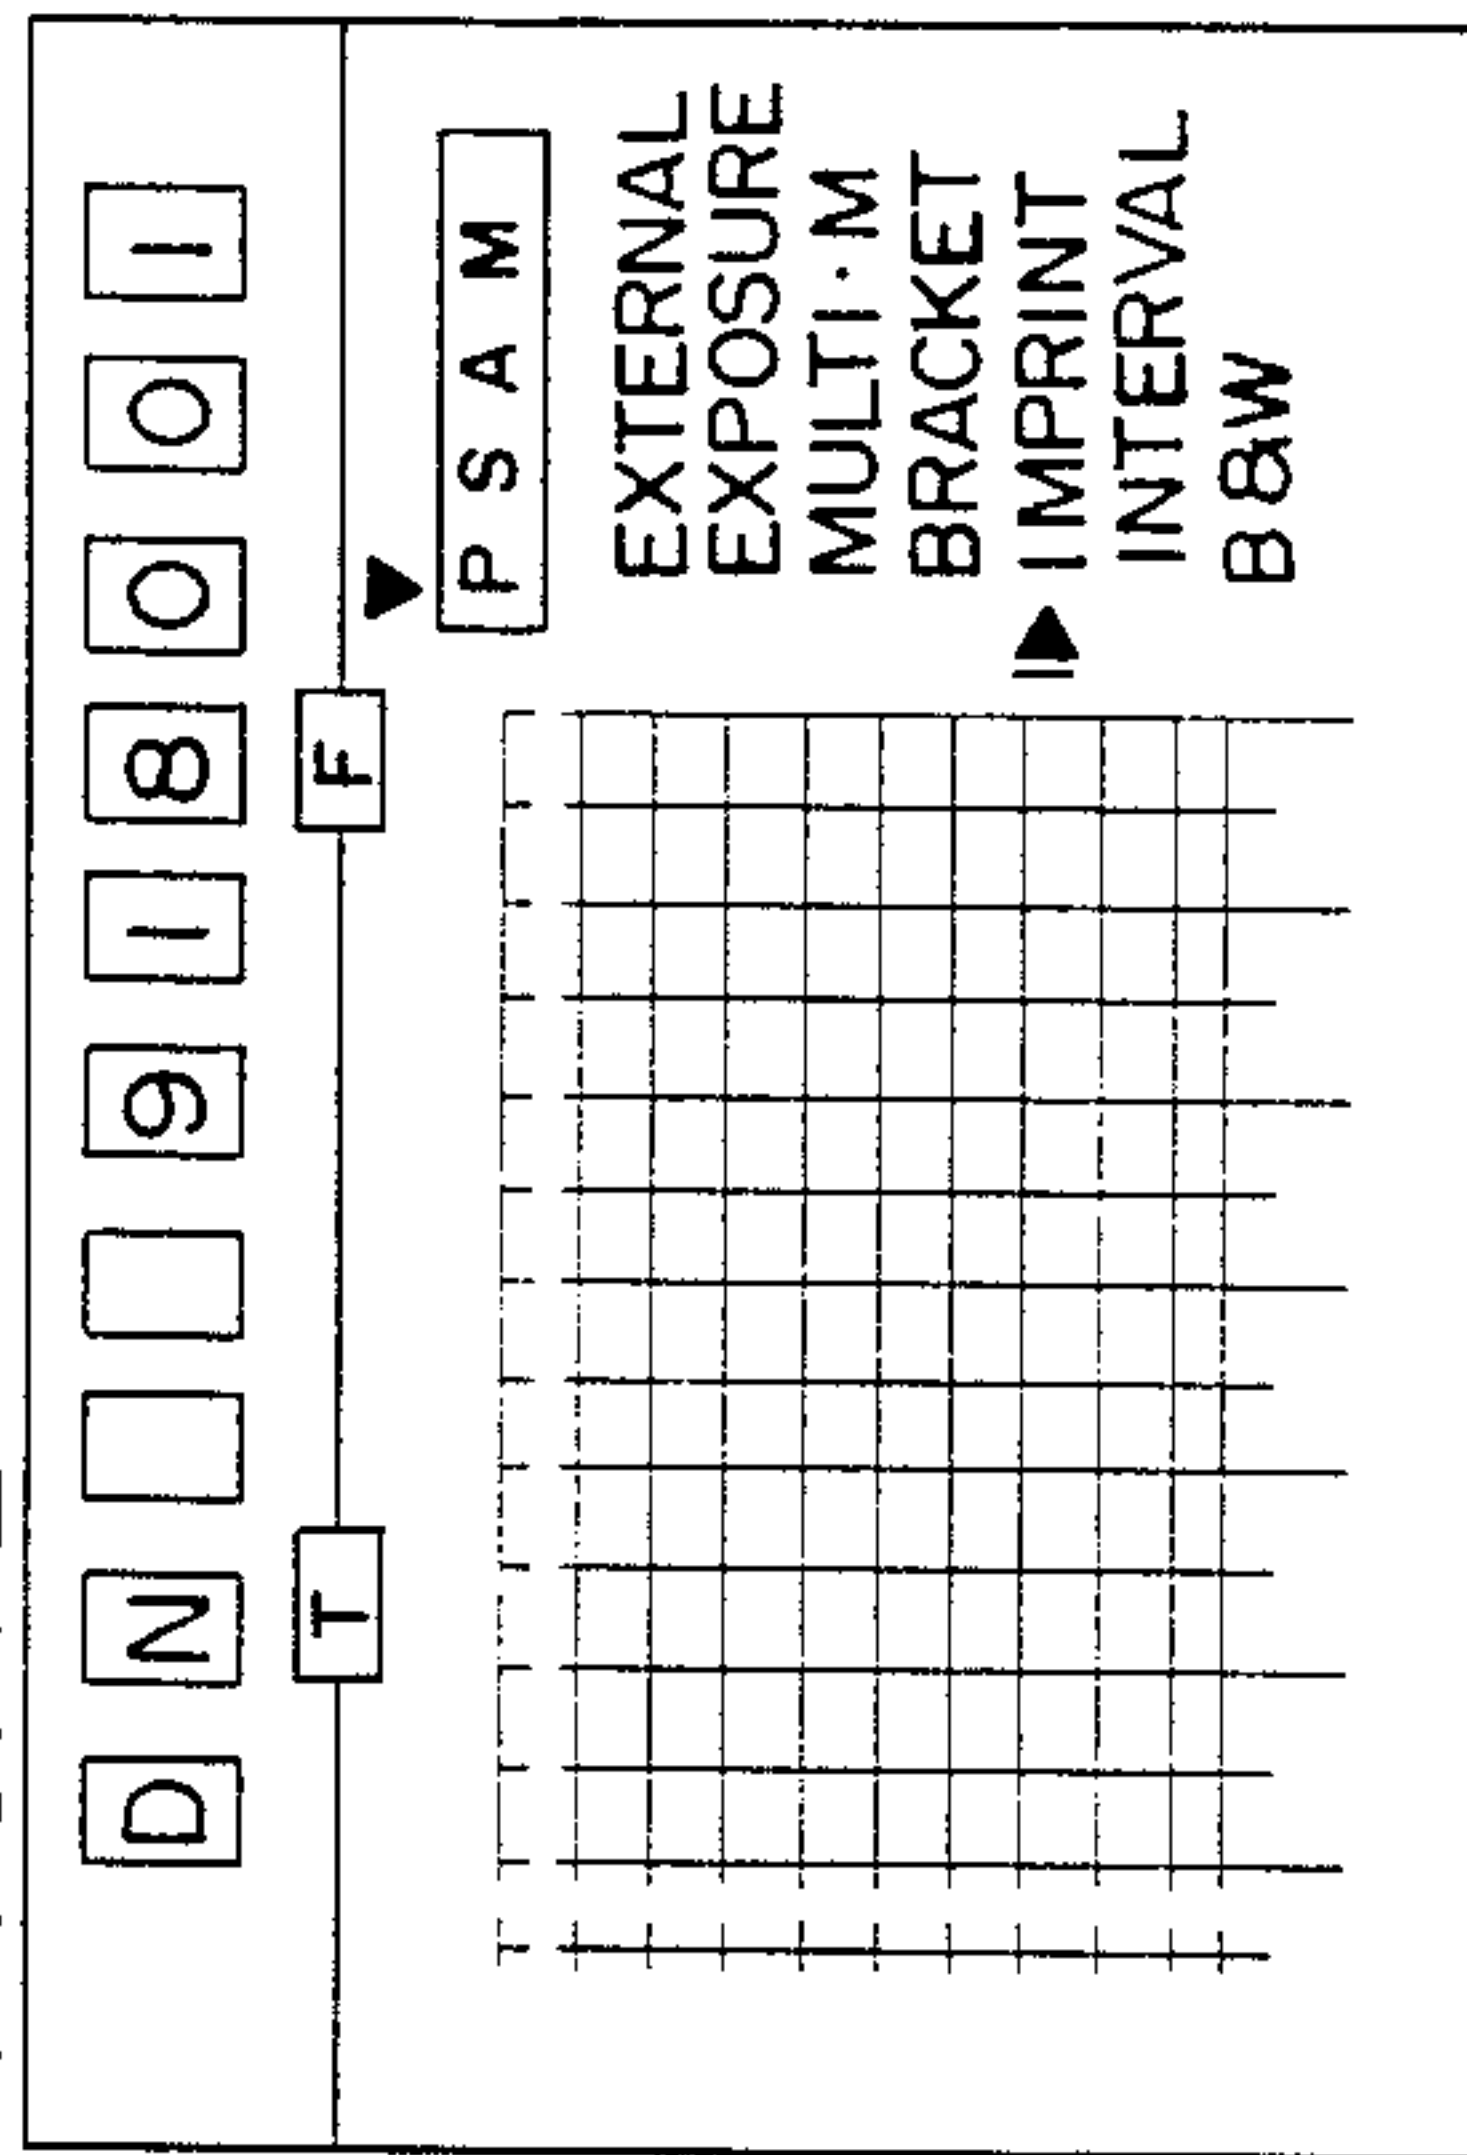 D N 9 1 8 0 0 1
T F
P S A M
EXTERNAL
EXPOSURE
MULTI·M
BRACKET
IMPRINT
INTERVAL
B&W